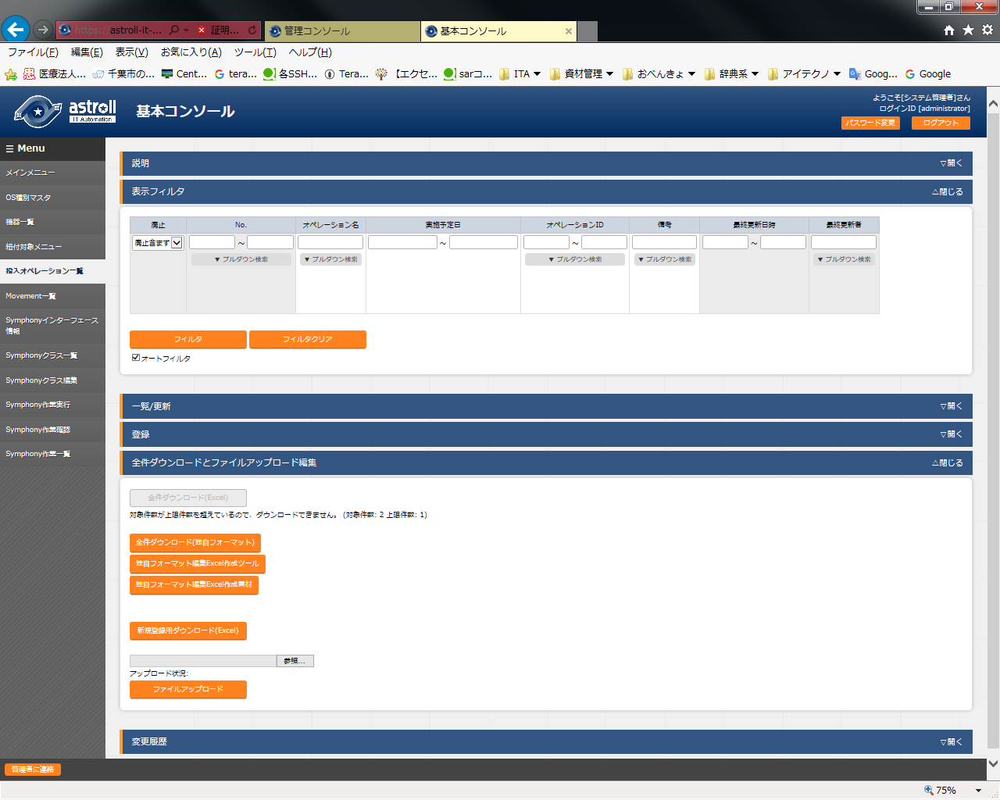 https://astroll-it-...
証明...
管理コンソール
基本コンソール
ファイル(F) 編集(E) 表示(V) お気に入り(A) ツール(T) ヘルプ(H)
医療法人... 千葉市の... Cent... tera... 各SSH... Tera... 【エクセ... sarコ... ITA 資材管理 おべんきょ 辞典系 アイテクノ Goog... Google
astroll
IT Automation
基本コンソール
ようこそ[システム管理者]さん
ログインID [administrator]
パスワード変更 ログアウト
Menu
メインメニュー
OS種別マスタ
機器一覧
紐付対象メニュー
投入オペレーション一覧
Movement一覧
Symphonyインターフェース
情報
Symphonyクラス一覧
Symphonyクラス編集
Symphony作業実行
Symphony作業確認
Symphony作業一覧
説明 ▽開く
表示フィルタ △閉じる
廃止 No. オペレーション名 実施予定日 オペレーションID 備考 最終更新日時 最終更新者
廃止含まず ~ ~ ~ ~
▼ プルダウン検索 ▼ プルダウン検索 ▼ プルダウン検索 ▼ プルダウン検索 ▼ プルダウン検索
フィルタ フィルタクリア
オートフィルタ
一覧/更新 ▽開く
登録 ▽開く
全件ダウンロードとファイルアップロード編集 △閉じる
全件ダウンロード(Excel)
対象件数が上限件数を超えているので、ダウンロードできません。 (対象件数: 2 上限件数: 1)
全件ダウンロード(独自フォーマット)
独自フォーマット編集Excel作成ツール
独自フォーマット編集Excel作成素材
新規登録用ダウンロード(Excel)
参照...
アップロード状況:
ファイルアップロード
変更履歴 ▽開く
管理者に連絡
75%